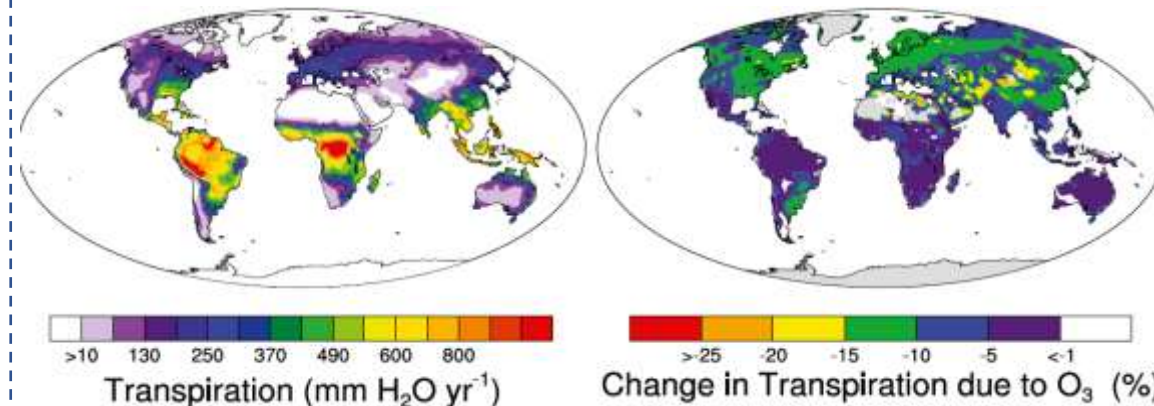 >10 130 250 370 490 600 800
Transpiration (mm H₂O yr⁻¹)
>-25 -20 -15 -10 -5 <-1
Change in Transpiration due to O₃ (%)